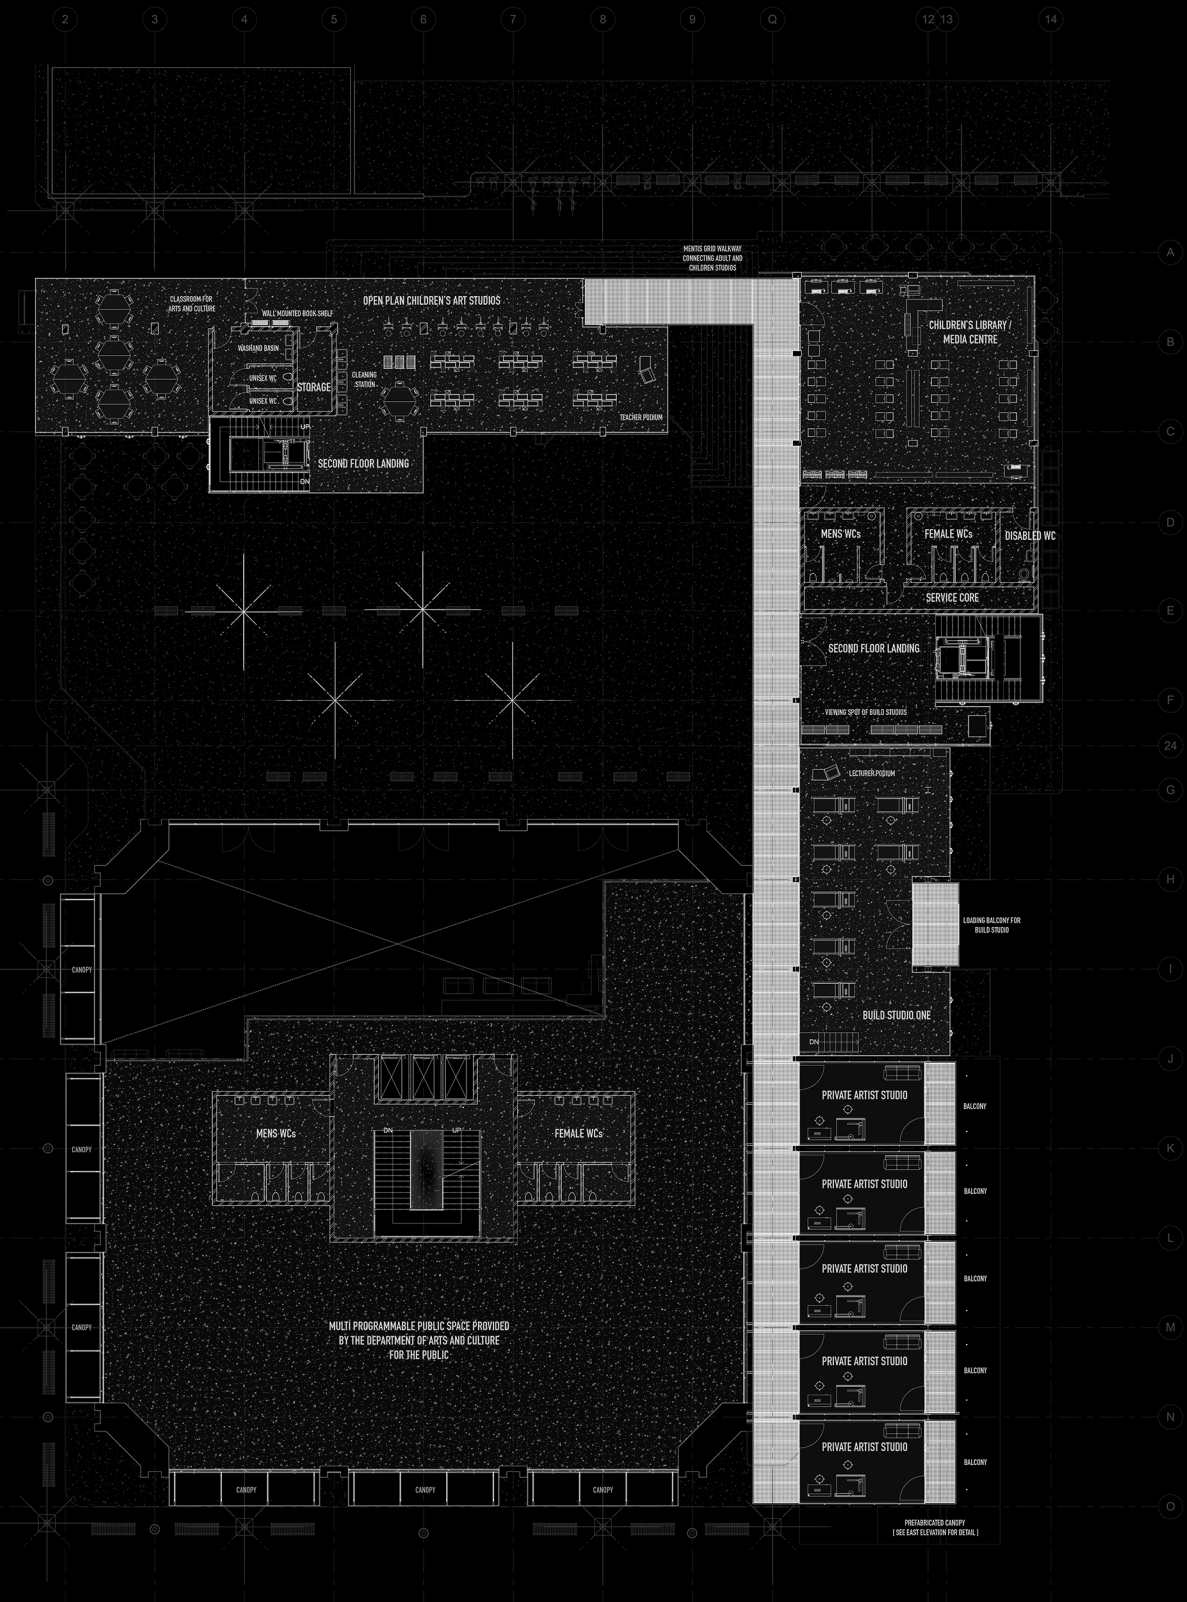 2 3 4 5 6 7 8 9 Q 12 13 14
MENTIS GRID WALKWAY
CONNECTING ADULT AND
CHILDREN STUDIOS
A
CLASSROOM FOR
ARTS AND CULTURE
OPEN PLAN CHILDREN'S ART STUDIOS
WALL MOUNTED BOOK-SHELF
CHILDREN'S LIBRARY /
MEDIA CENTRE
B
WASHAND BASIN
UNISEX WC
STORAGE
CLEANING
STATION
UNISEX WC
TEACHER PODIUM
UP
C
SECOND FLOOR LANDING
DN
D
MENS WCs
FEMALE WCs
DISABLED WC
SERVICE CORE
E
SECOND FLOOR LANDING
F
VIEWING SPOT OF BUILD STUDIOS
24
LECTURER PODIUM
G
H
LOADING BALCONY FOR
BUILD STUDIO
CANOPY
I
BUILD STUDIO ONE
DN
J
PRIVATE ARTIST STUDIO
BALCONY
MENS WCs
DN
UP
FEMALE WCs
CANOPY
K
PRIVATE ARTIST STUDIO
BALCONY
L
PRIVATE ARTIST STUDIO
BALCONY
CANOPY
MULTI PROGRAMMABLE PUBLIC SPACE PROVIDED
BY THE DEPARTMENT OF ARTS AND CULTURE
FOR THE PUBLIC
M
PRIVATE ARTIST STUDIO
BALCONY
N
PRIVATE ARTIST STUDIO
BALCONY
CANOPY
CANOPY
CANOPY
O
PREFABRICATED CANOPY
[ SEE EAST ELEVATION FOR DETAIL ]